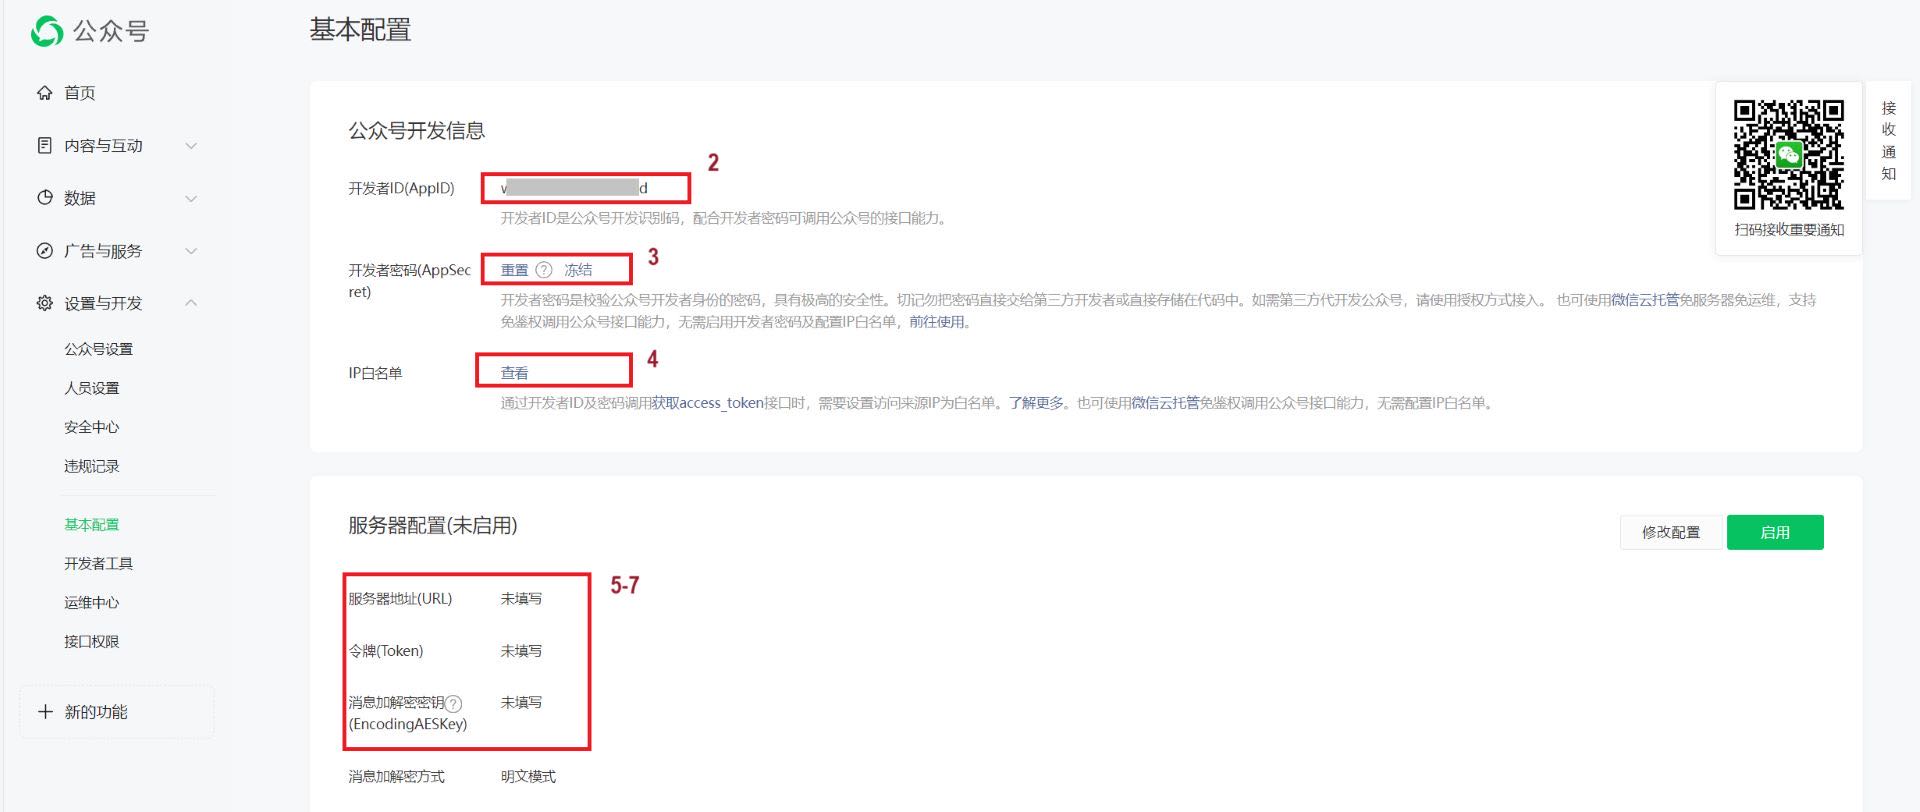 公众号
首页
内容与互动
数据
广告与服务
设置与开发
公众号设置
人员设置
安全中心
违规记录
基本配置
开发者工具
运维中心
接口权限
新的功能
基本配置
公众号开发信息
开发者ID(AppID)
d
2
开发者ID是公众号开发识别码，配合开发者密码可调用公众号的接口能力。
开发者密码(AppSec
ret)
重置 ? 冻结
3
开发者密码是校验公众号开发者身份的密码，具有极高的安全性。切记勿把密码直接交给第三方开发者或直接存储在代码中。如需第三方代开发公众号，请使用授权方式接入。 也可使用微信云托管免服务器免运维，支持
免鉴权调用公众号接口能力，无需启用开发者密码及配置IP白名单，前往使用。
IP白名单
查看
4
通过开发者ID及密码调用获取access_token接口时，需要设置访问来源IP为白名单。了解更多。也可使用微信云托管免鉴权调用公众号接口能力，无需配置IP白名单。
扫码接收重要通知
接
收
通
知
服务器配置(未启用)
修改配置
启用
5-7
服务器地址(URL) 未填写
令牌(Token) 未填写
消息加解密密钥 ? 未填写
(EncodingAESKey)
消息加解密方式 明文模式